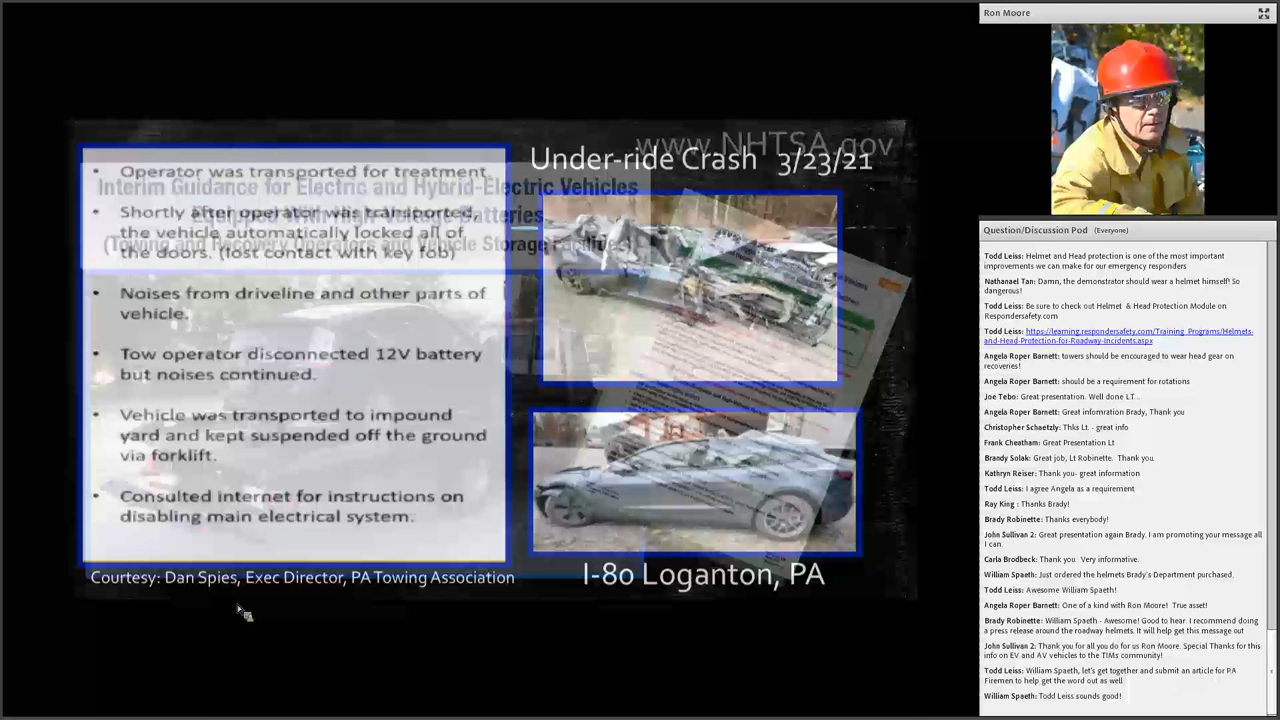 Ron Moore
www.NHTSA.gov
Under-ride Crash 3/23/21
• Operator was transported for treatment
Interim Guidance for Electric and Hybrid-Electric Vehicles
• Shortly after operator was transported,
Equipped With High Voltage Batteries
the vehicle automatically locked all of
(Towing and Recovery Operators and Vehicle Storage Facilities)
the doors. (lost contact with key fob)
• Noises from driveline and other parts of
vehicle.
• Tow operator disconnected 12V battery
but noises continued.
• Vehicle was transported to impound
yard and kept suspended off the ground
via forklift.
• Consulted internet for instructions on
disabling main electrical system.
Courtesy: Dan Spies, Exec Director, PA Towing Association
I-80 Loganton, PA
Question/Discussion Pod (Everyone)
Todd Leiss: Helmet and Head protection is one of the most important
improvements we can make for our emergency responders
Nathanael Tan: Damn, the demonstrator should wear a helmet himself! So
dangerous!
Todd Leiss: Be sure to check out Helmet & Head Protection Module on
Respondersafety.com
Todd Leiss: https://learning.respondersafety.com/Training_Programs/Helmets-
and-Head-Protection-for-Roadway-Incidents.aspx
Angela Roper Barnett: towers should be encouraged to wear head gear on
recoveries!
Angela Roper Barnett: should be a requirement for rotations
Joe Tebo: Great presentation. Well done LT..
Angela Roper Barnett: Great infomration Brady, Thank you
Christopher Schaetzly: Thks Lt. - great info
Frank Cheatham: Great Presentation Lt
Brandy Solak: Great job, Lt Robinette. Thank you.
Kathryn Reiser: Thank you- great information
Todd Leiss: I agree Angela as a requirement
Ray King : Thanks Brady!
Brady Robinette: Thanks everybody!
John Sullivan 2: Great presentation again Brady. I am promoting your message all
I can.
Carla Brodbeck: Thank you. Very informative.
William Spaeth: Just ordered the helmets Brady's Department purchased.
Todd Leiss: Awesome William Spaeth!
Angela Roper Barnett: One of a kind with Ron Moore! True asset!
Brady Robinette: William Spaeth - Awesome! Good to hear. I recommend doing
a press release around the roadway helmets. It will help get this message out
John Sullivan 2: Thank you for all you do for us Ron Moore. Special Thanks for this
info on EV and AV vehicles to the TIMs community!
Todd Leiss: William Spaeth, let's get together and submit an article for PA
Firemen to help get the word out as well
William Spaeth: Todd Leiss sounds good!